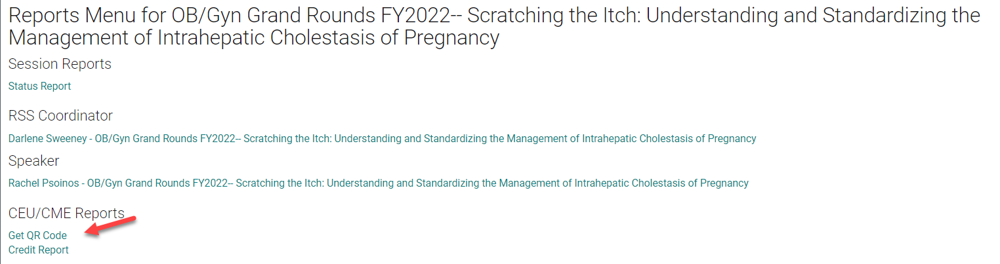 Reports Menu for OB/Gyn Grand Rounds FY2022-- Scratching the Itch: Understanding and Standardizing the
Management of Intrahepatic Cholestasis of Pregnancy
Session Reports
Status Report
RSS Coordinator
Darlene Sweeney - OB/Gyn Grand Rounds FY2022-- Scratching the Itch: Understanding and Standardizing the Management of Intrahepatic Cholestasis of Pregnancy
Speaker
Rachel Psoinos - OB/Gyn Grand Rounds FY2022-- Scratching the Itch: Understanding and Standardizing the Management of Intrahepatic Cholestasis of Pregnancy
CEU/CME Reports
Get QR Code
Credit Report